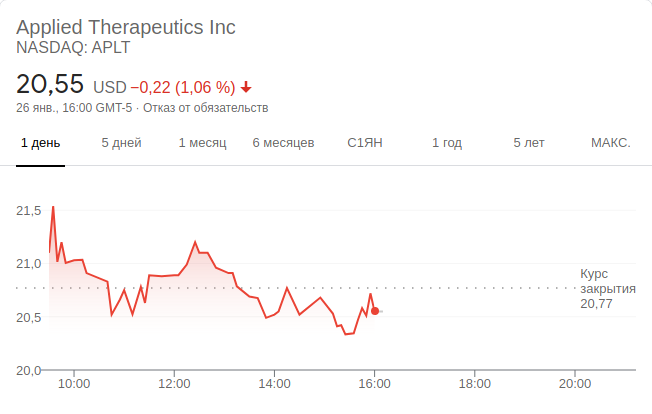 Applied Therapeutics Inc
NASDAQ: APLT
20,55 USD −0,22 (1,06 %)
26 янв., 16:00 GMT-5 · Отказ от обязательств
1 день 5 дней 1 месяц 6 месяцев С1ЯН 1 год 5 лет МАКС.
21,5
21,0
Курс
закрытия
20,77
20,5
20,0
10:00 12:00 14:00 16:00 18:00 20:00